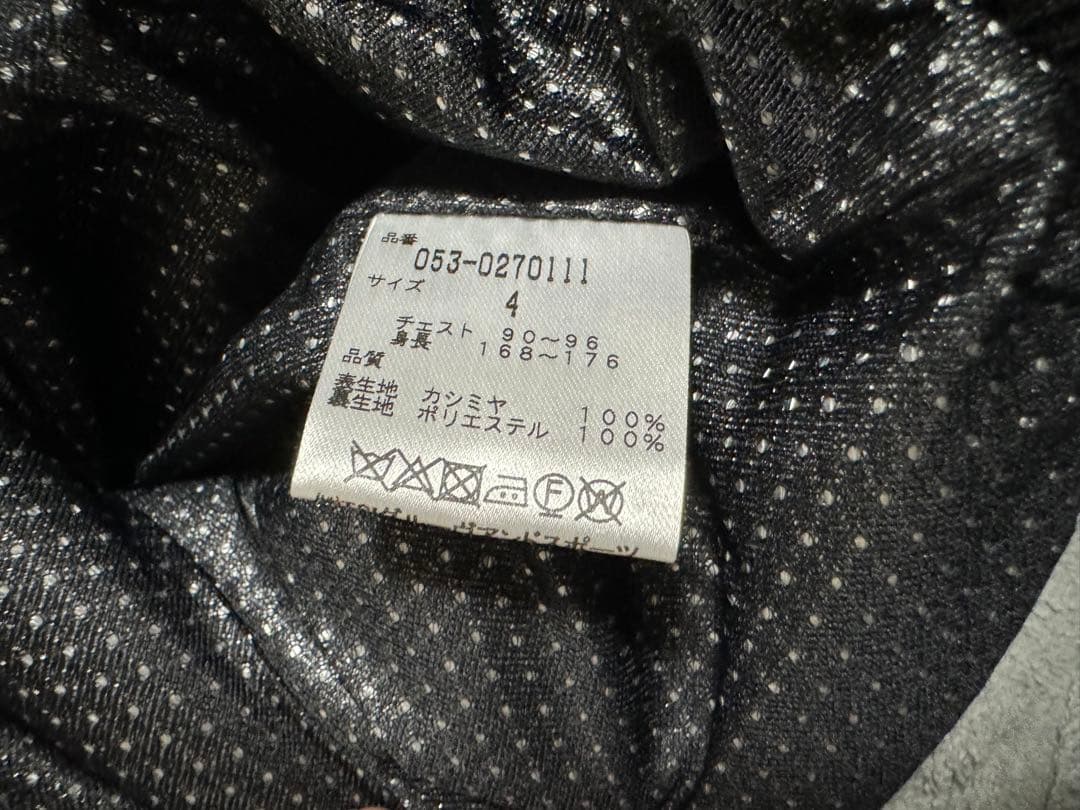 品番
053-0270111
サイズ
4
チェスト 90〜96
身長 168〜176
品質
表生地 カシミヤ 100%
裏生地 ポリエステル 100%
F
W